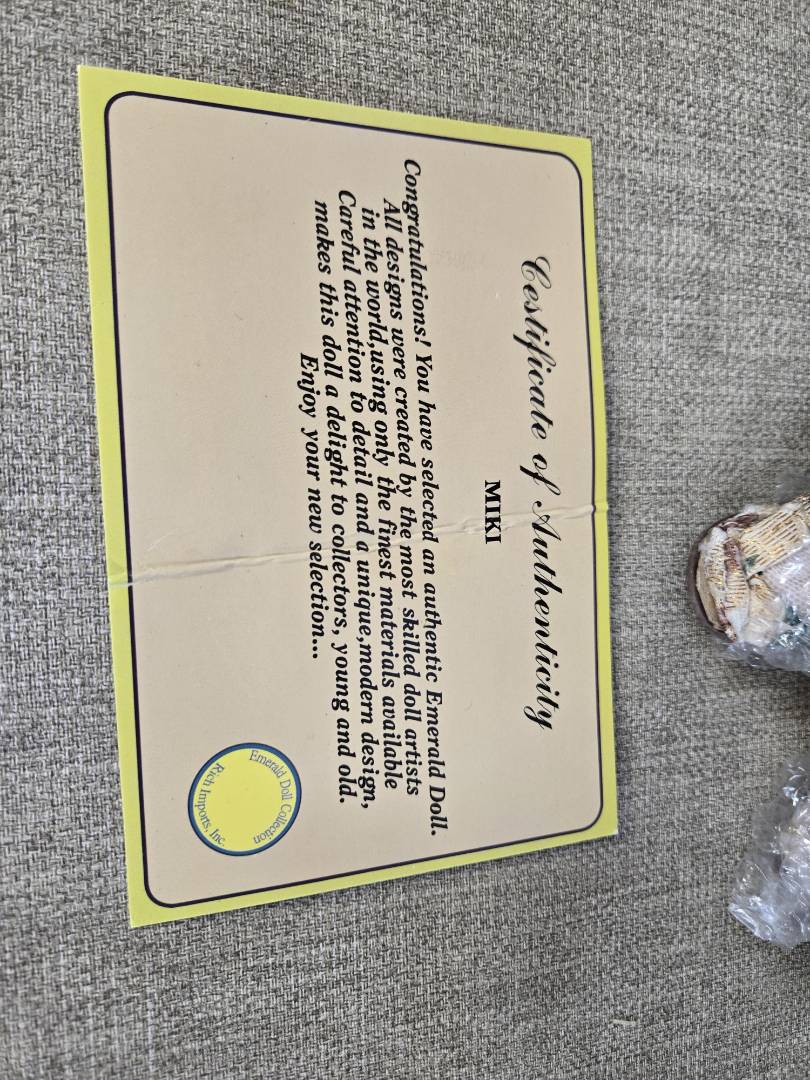 Certificate of Authenticity
MIKI
Congratulations! You have selected an authentic Emerald Doll.
All designs were created by the most skilled doll artists
in the world,using only the finest materials available
Careful attention to detail and a unique,modern design,
makes this doll a delight to collectors, young and old.
Enjoy your new selection...
Emerald Doll Collection
Rich Imports, Inc.